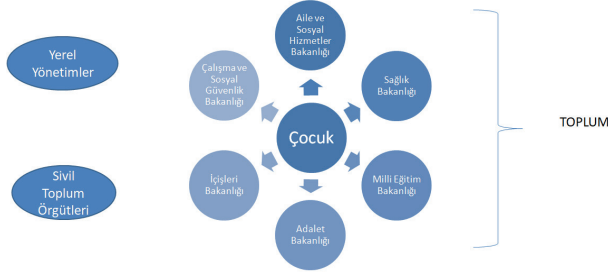 Yerel
Yönetimler
Sivil
Toplum
Örgütleri
Aile ve
Sosyal
Hizmetler
Bakanlığı
Çalışma ve
Sosyal
Güvenlik
Bakanlığı
Sağlık
Bakanlığı
Çocuk
İçişleri
Bakanlığı
Milli Eğitim
Bakanlığı
Adalet
Bakanlığı
TOPLUM